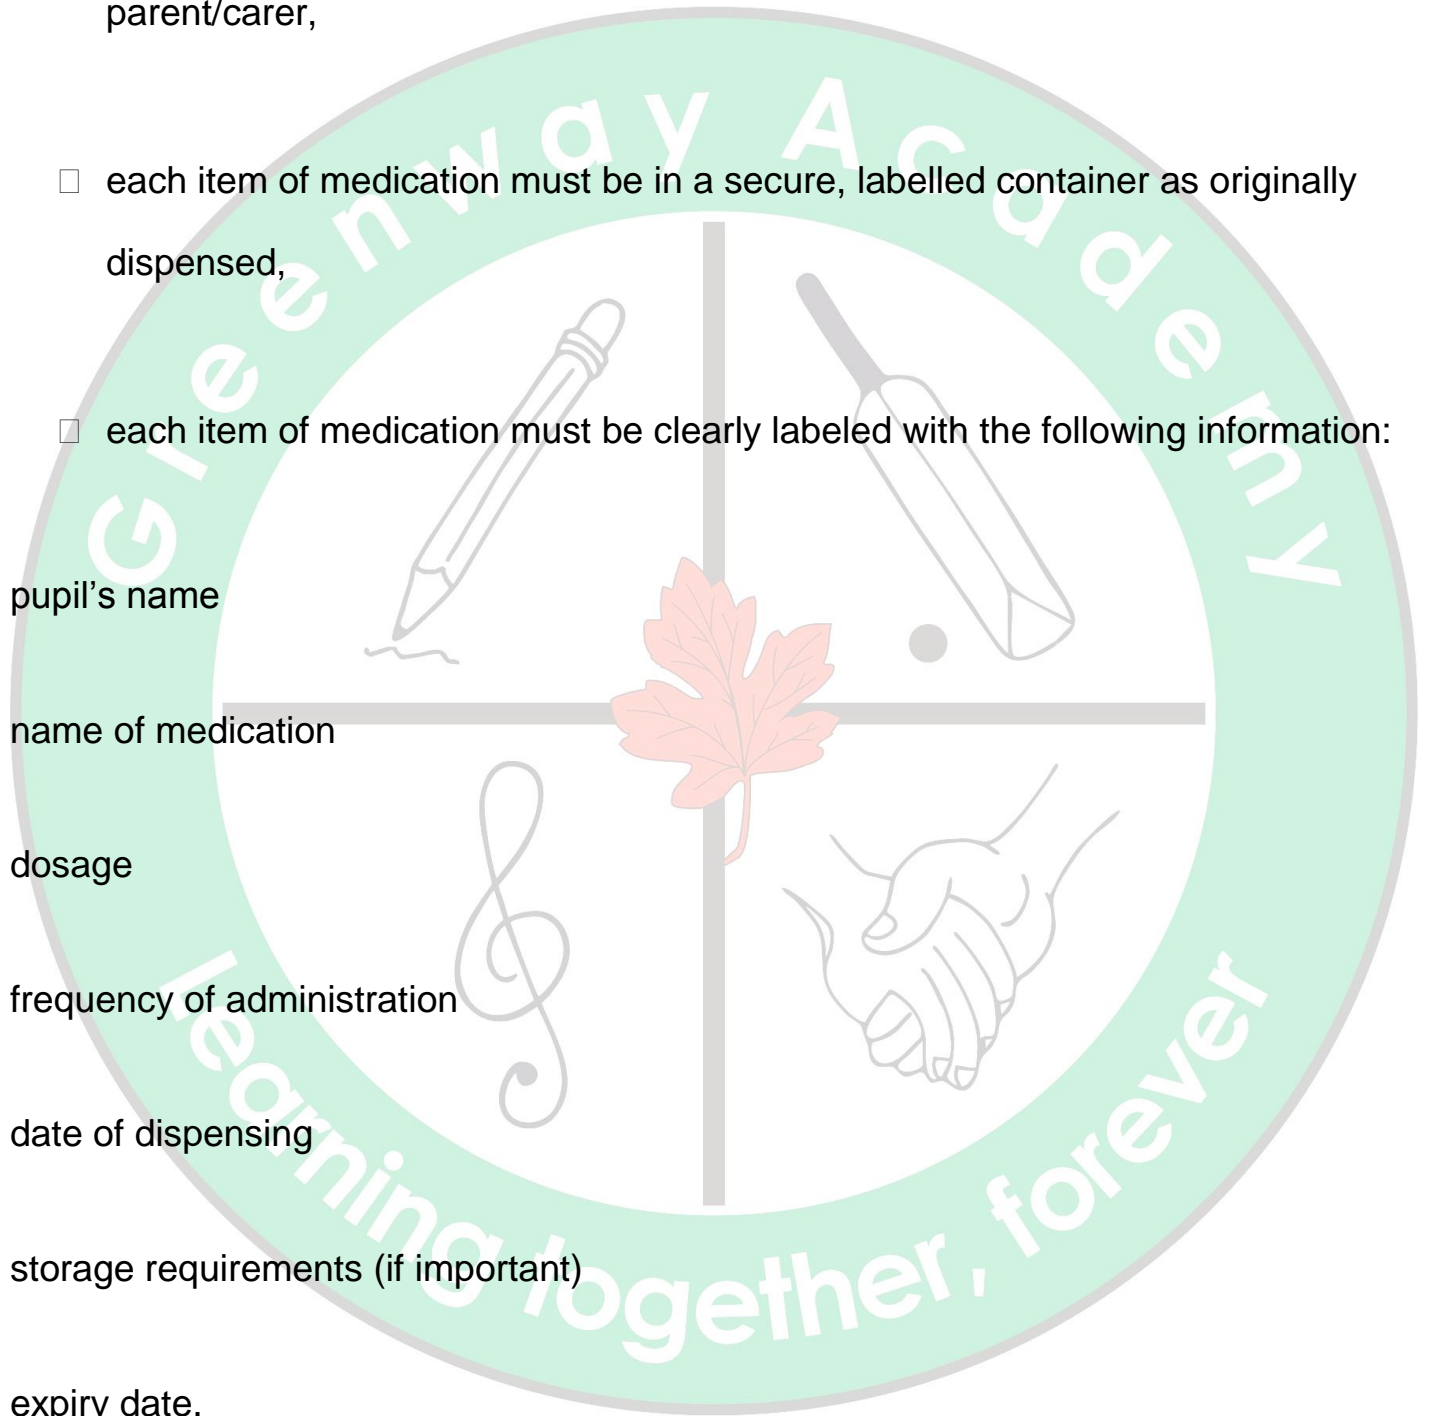 parent/carer,
Greenway Academy
□ each item of medication must be in a secure, labelled container as originally
dispensed,
□ each item of medication must be clearly labeled with the following information:
pupil’s name
name of medication
dosage
frequency of administration
date of dispensing
storage requirements (if important)
expiry date.
learning together, forever